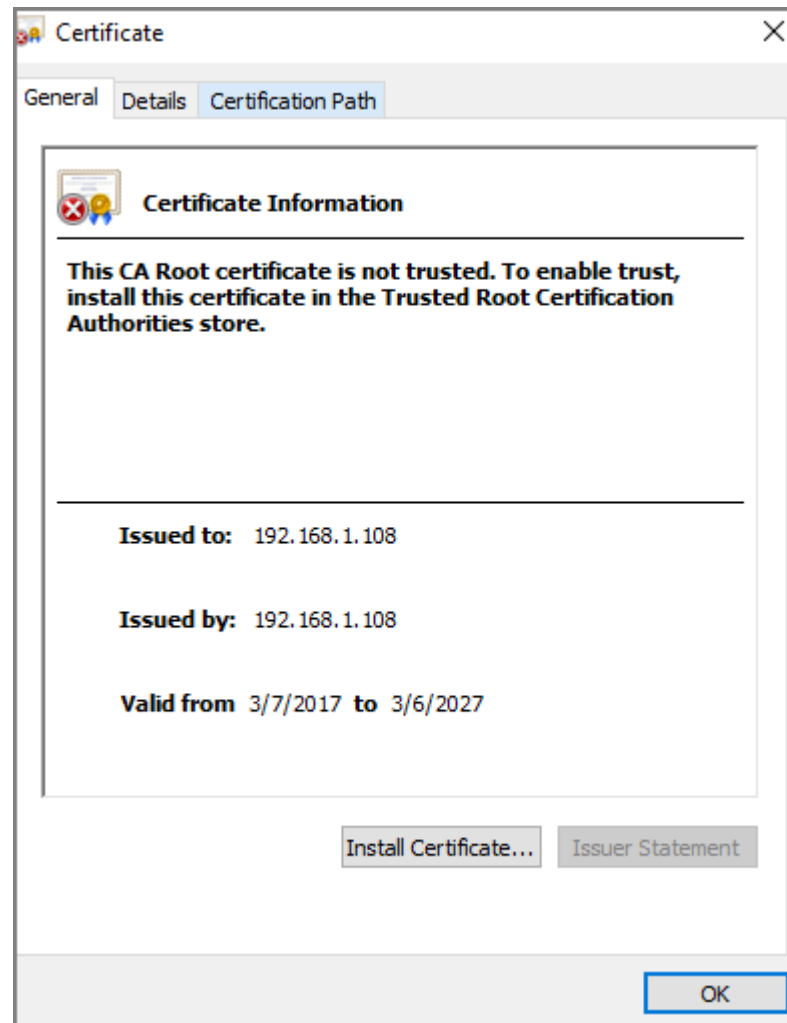 Certificate
General Details Certification Path
Certificate Information
This CA Root certificate is not trusted. To enable trust,
install this certificate in the Trusted Root Certification
Authorities store.
Issued to: 192.168.1.108
Issued by: 192.168.1.108
Valid from 3/7/2017 to 3/6/2027
Install Certificate... Issuer Statement
OK